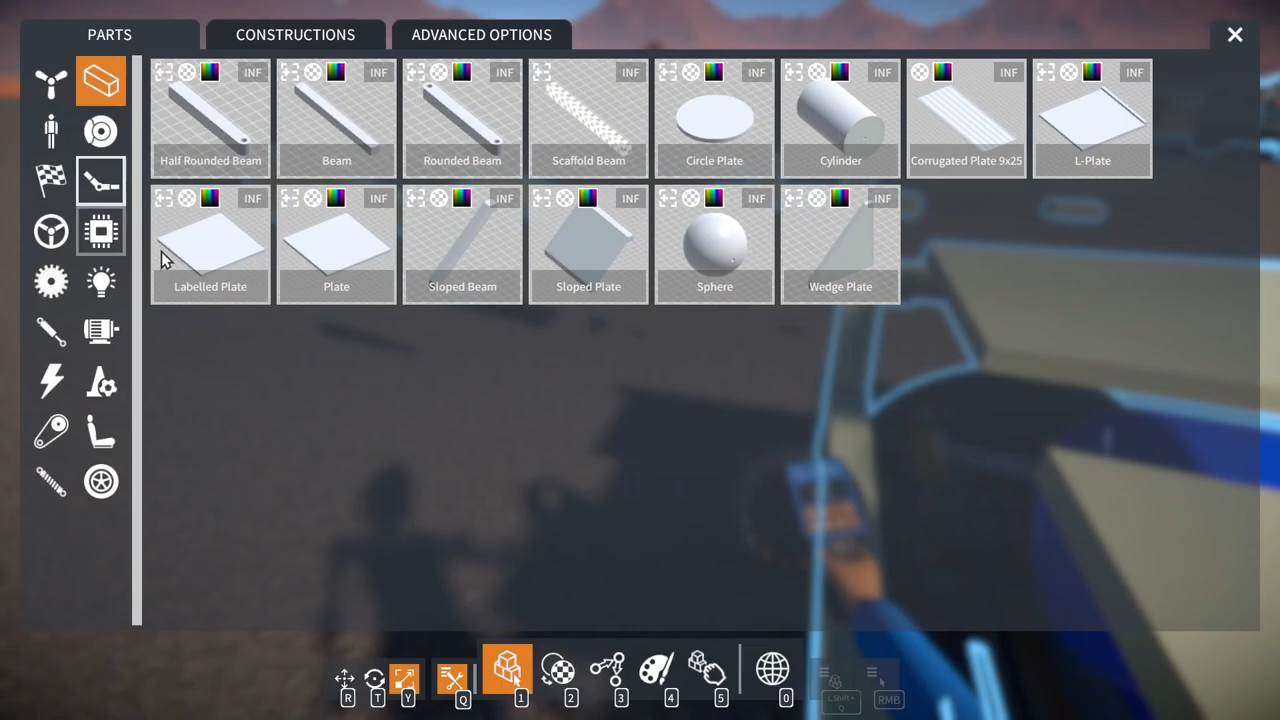 PARTS
CONSTRUCTIONS
ADVANCED OPTIONS
INF
INF
INF
INF
INF
INF
INF
INF
Half Rounded Beam
Beam
Rounded Beam
Scaffold Beam
Circle Plate
Cylinder
Corrugated Plate 9x25
L-Plate
INF
INF
INF
INF
INF
INF
Labelled Plate
Plate
Sloped Beam
Sloped Plate
Sphere
Wedge Plate
R
T
Y
Q
1
2
3
4
5
0
L Shift +
Q
RMB